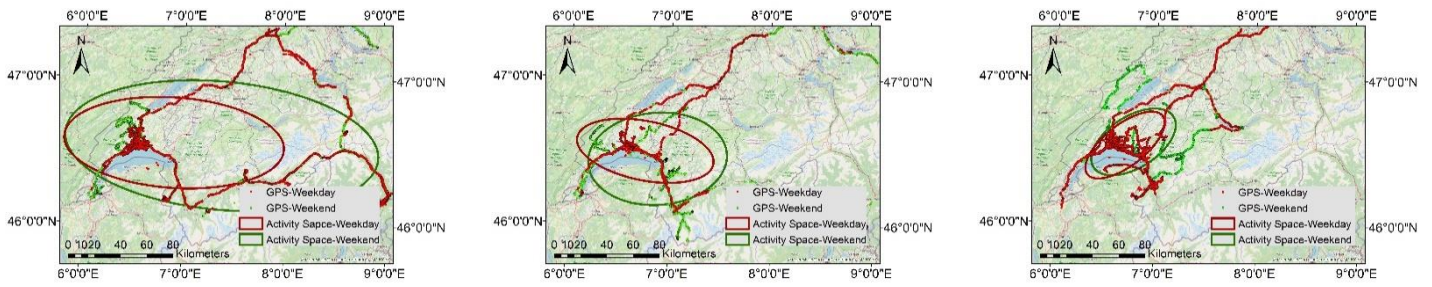 6°0'0"E 7°0'0"E 8°0'0"E 9°0'0"E
N
47°0'0"N 47°0'0"N
46°0'0"N 46°0'0"N
GPS-Weekday
GPS-Weekend
Activity Sapce-Weekday
Activity Space-Weekend
0 1020 40 60 80
Kilometers
6°0'0"E 7°0'0"E 8°0'0"E 9°0'0"E
6°0'0"E 7°0'0"E 8°0'0"E 9°0'0"E
N
47°0'0"N 47°0'0"N
46°0'0"N 46°0'0"N
GPS-Weekday
GPS-Weekend
Activity Space-Weekday
Activity Space-Weekend
0 1020 40 60 80
Kilometers
6°0'0"E 7°0'0"E 8°0'0"E 9°0'0"E
6°0'0"E 7°0'0"E 8°0'0"E 9°0'0"E
N
47°0'0"N 47°0'0"N
46°0'0"N 46°0'0"N
GPS-Weekday
GPS-Weekend
Activity Space-Weekday
Activity Space-Weekend
0 1020 40 60 80
Kilometers
6°0'0"E 7°0'0"E 8°0'0"E 9°0'0"E